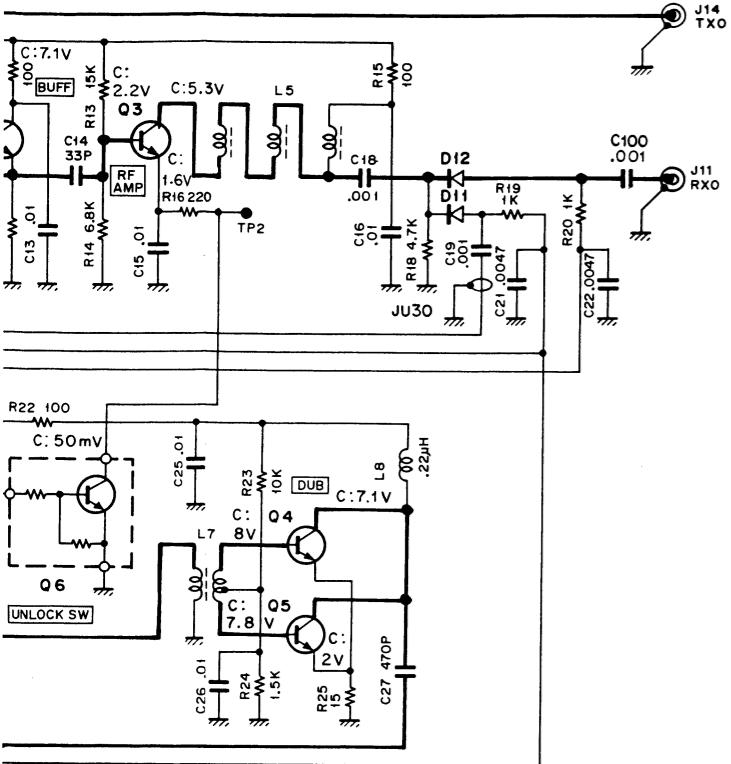 J14
TXO
C:7.1V
100
BUFF
R13
15K
C:
2.2V
Q3
C:5.3V
L5
R15
100
C14
33P
RF
AMP
C:
1.6V
R16 220
TP2
C18
.001
D12
D11
R19
1K
C100
.001
J11
RXO
C13 .01
R14 6.8K
C15 .01
C16
.01
R18 4.7K
C19
.001
C21 .0047
R20 1K
C22 .0047
JU30
R22 100
C:50mV
C25 .01
R23
10K
DUB
L8
.22µH
C:7.1V
L7
C:
8V
Q4
Q6
UNLOCK SW
C:
7.8 V
Q5
C:
2V
C26 .01
R24
1.5K
R25
15
C27 470P